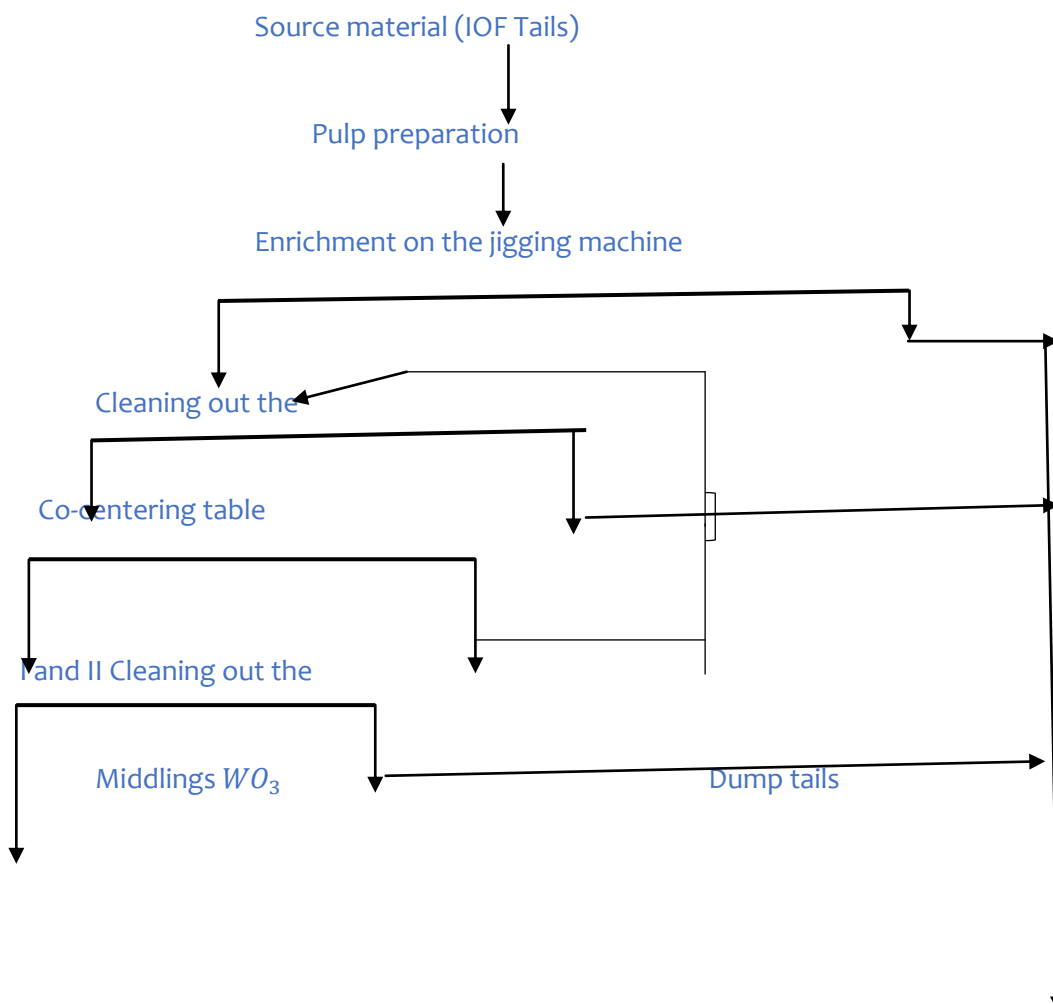 Source material (IOF Tails)
Pulp preparation
Enrichment on the jigging machine
Cleaning out the
Co-centering table
I and II Cleaning out the
Middlings WO₃
Dump tails